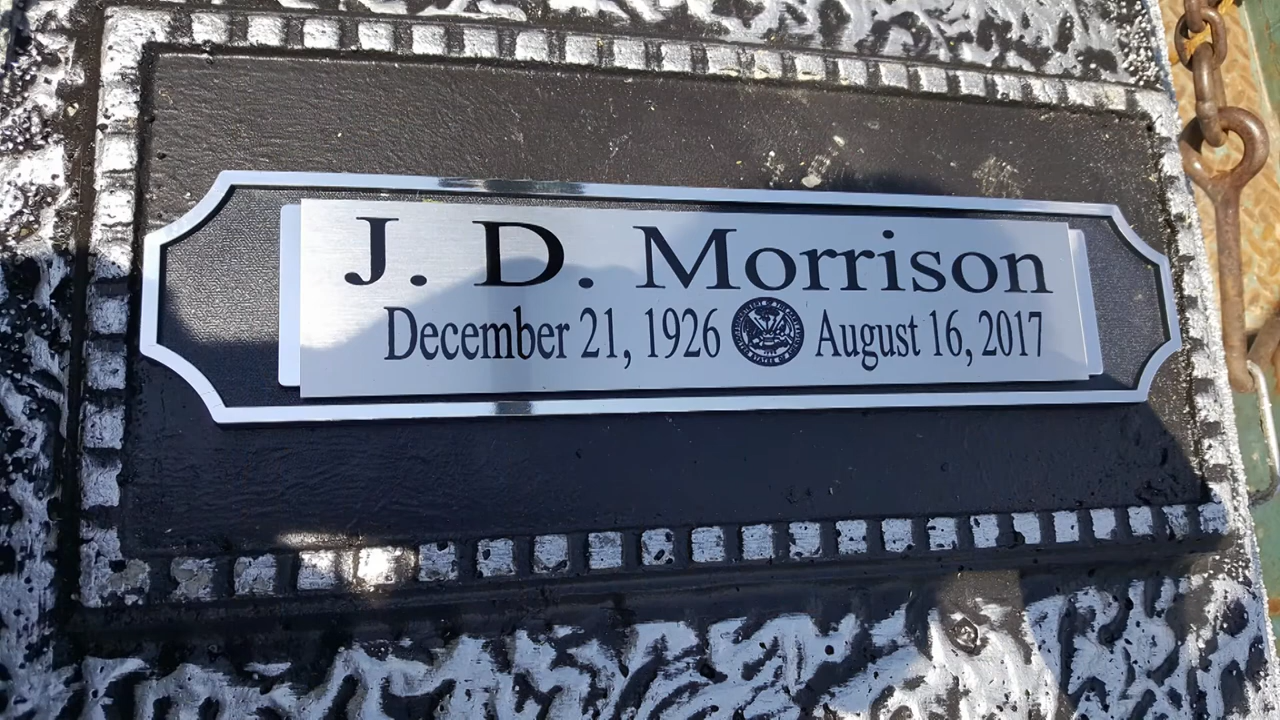 J. D. Morrison
December 21, 1926 August 16, 2017